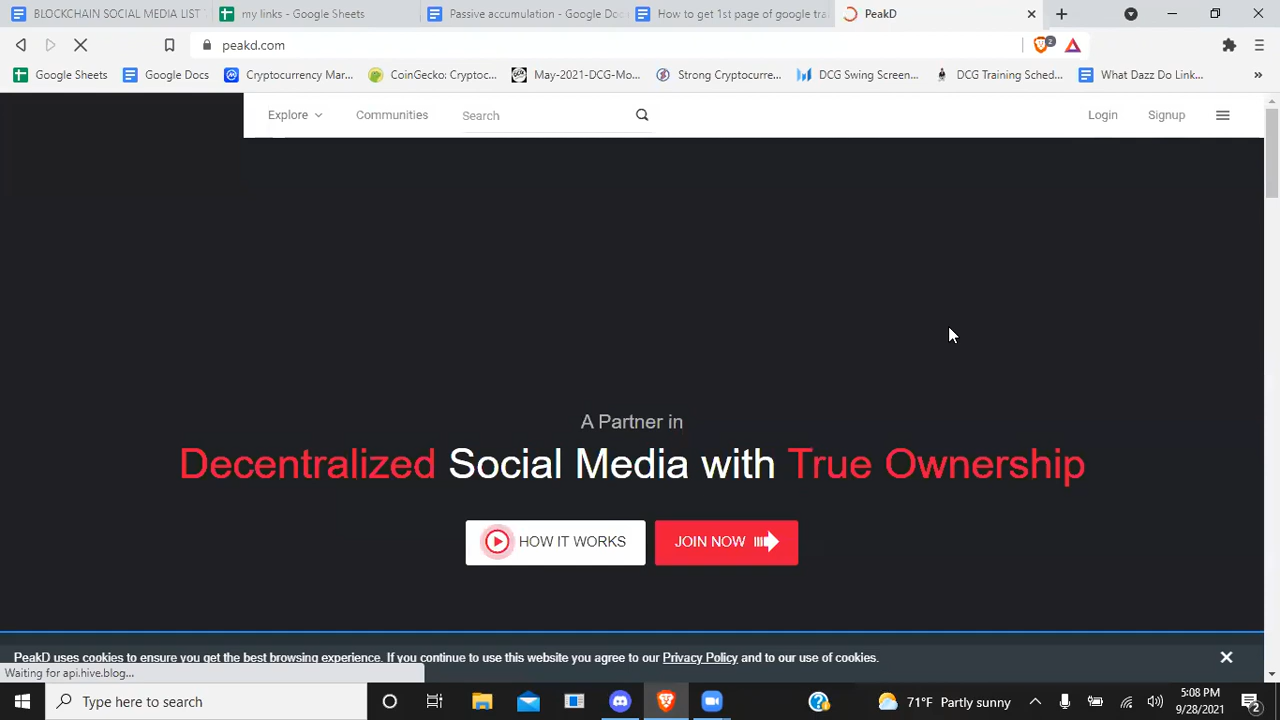 BLOCKCHAIN SOCIAL MEDIA LIST
my links - Google Sheets
Passive accumulation - Google Doc
How to get 1st page of google tra
PeakD
peakd.com
2
Google Sheets
Google Docs
Cryptocurrency Mar...
CoinGecko: Cryptoc...
May-2021-DCG-Mo...
Strong Cryptocurre...
DCG Swing Screen...
DCG Training Sched...
What Dazz Do Link...
»
Explore
Communities
Search
Login
Signup
A Partner in
Decentralized Social Media with True Ownership
HOW IT WORKS
JOIN NOW
PeakD uses cookies to ensure you get the best browsing experience. If you continue to use this website you agree to our Privacy Policy and to our use of cookies.
Waiting for api.hive.blog...
Type here to search
71°F Partly sunny
5:08 PM
9/28/2021
2